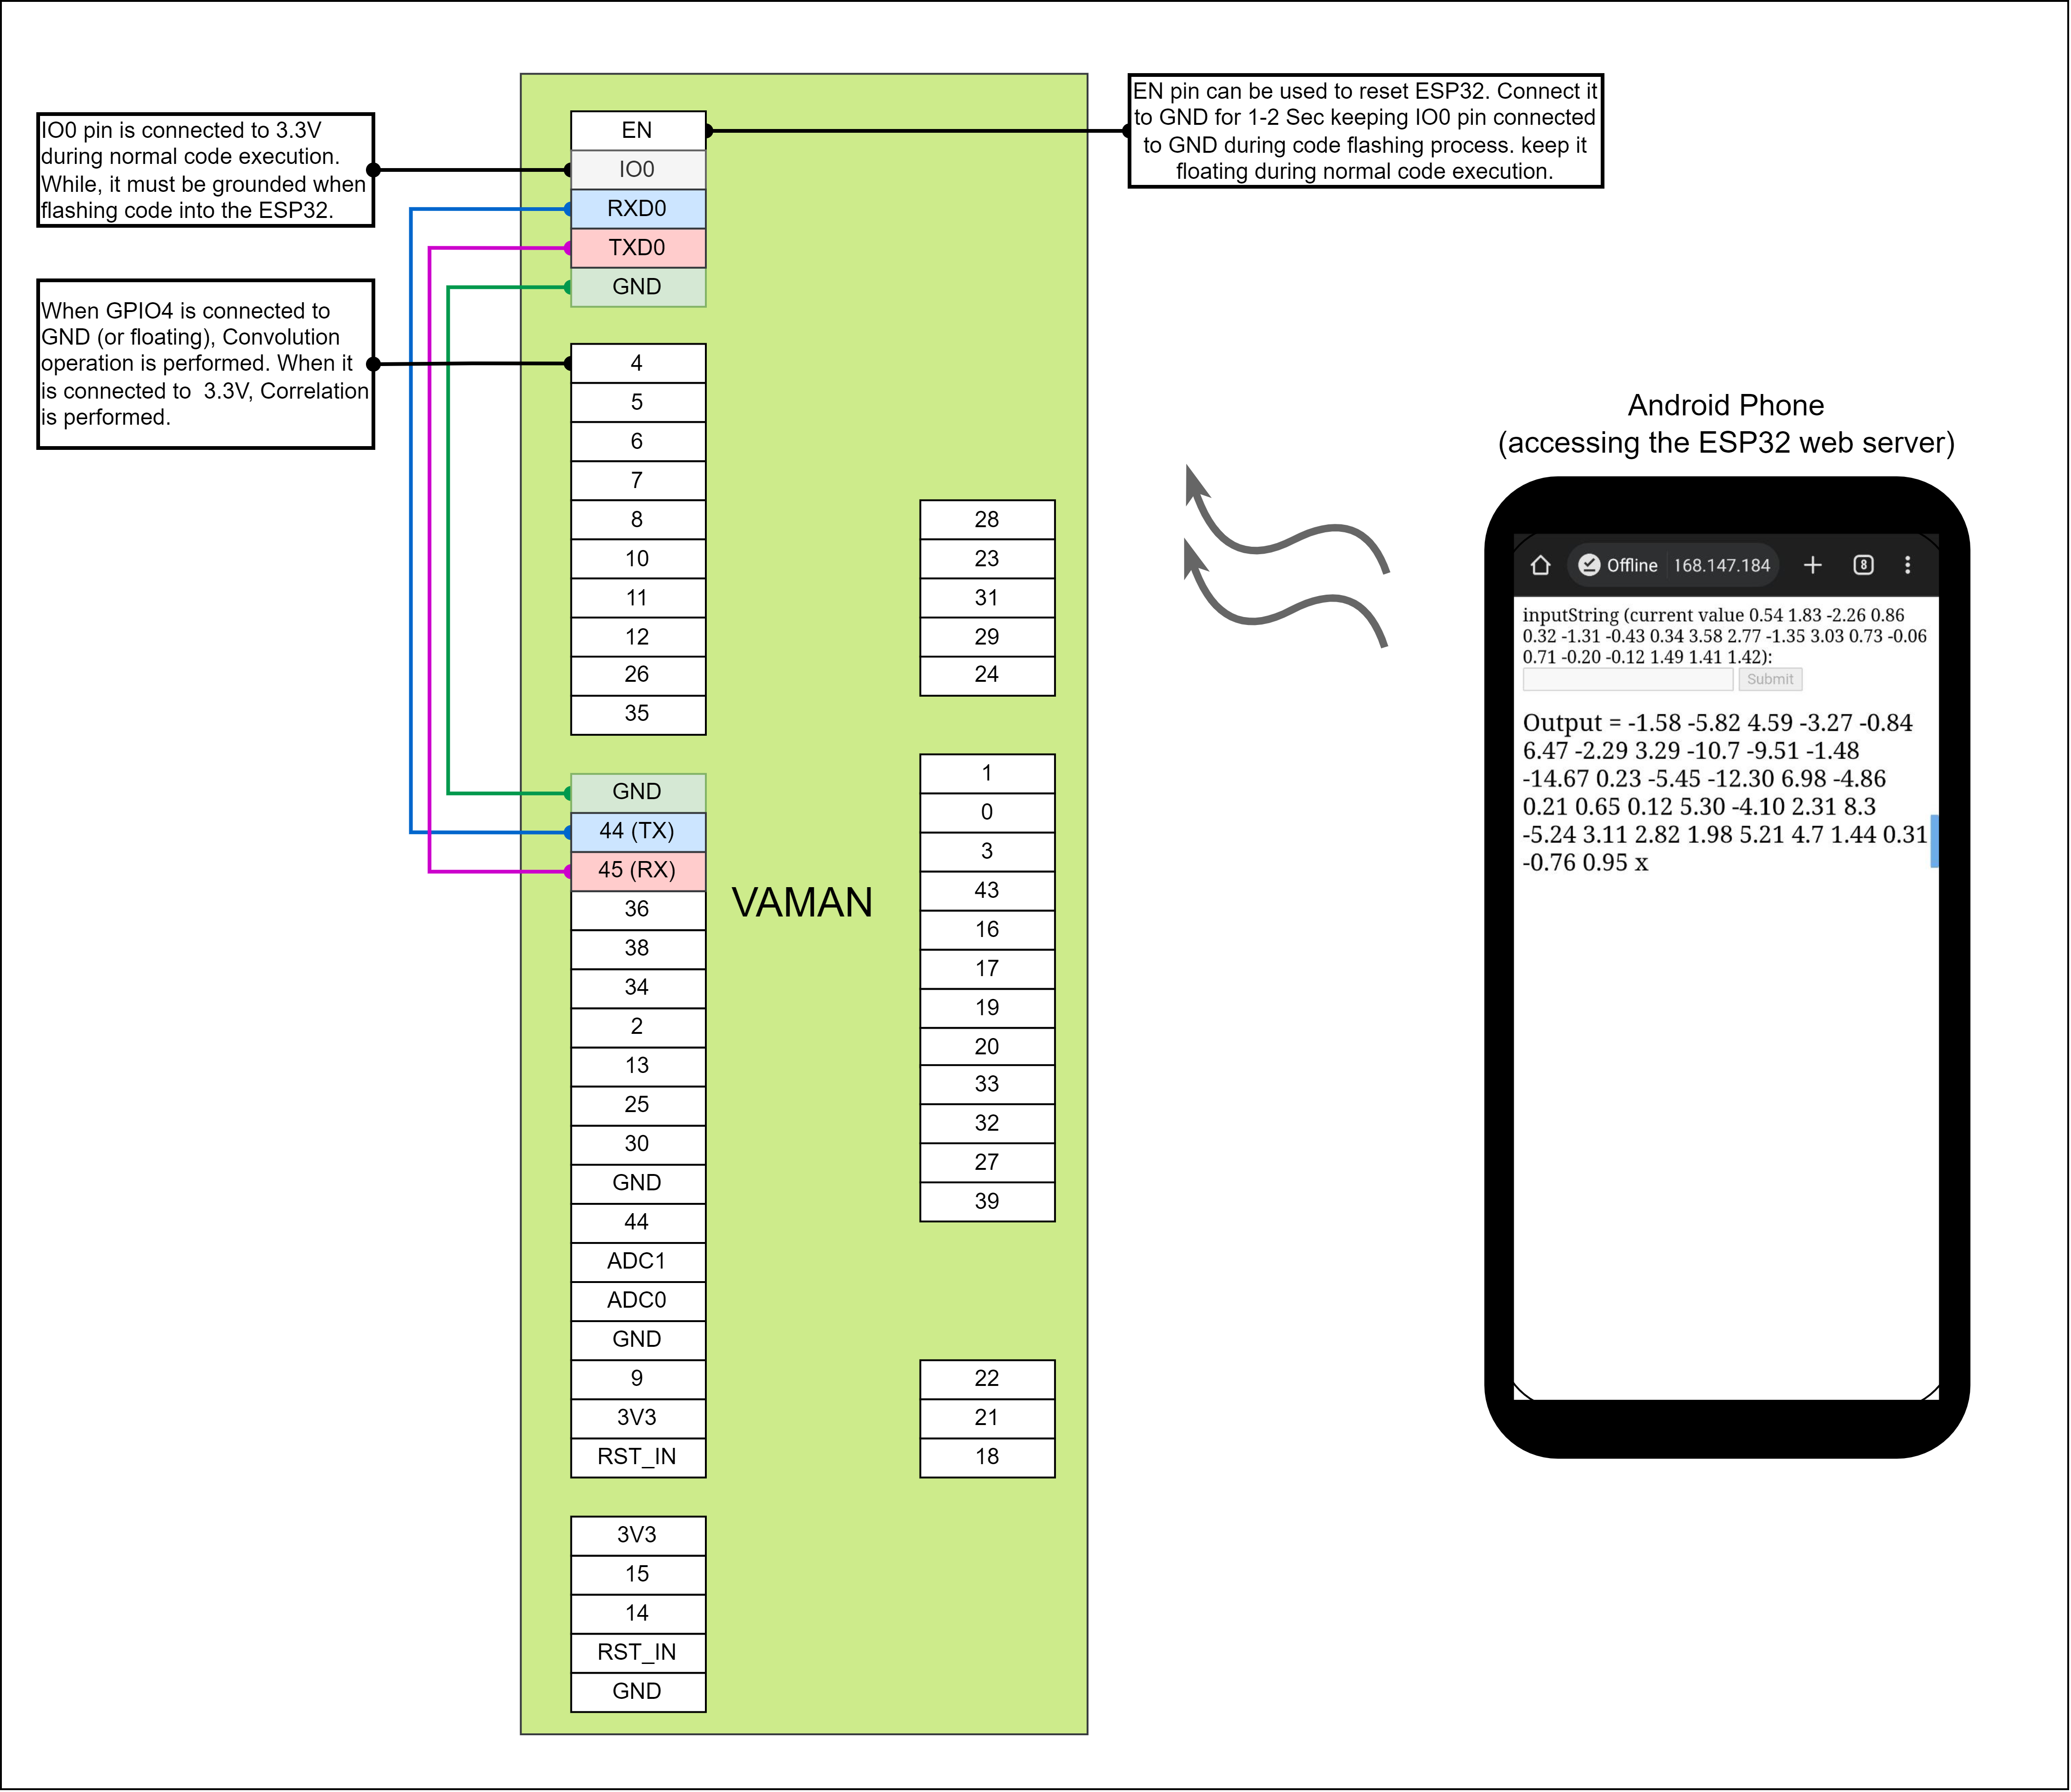 IO0 pin is connected to 3.3V
during normal code execution.
While, it must be grounded when
flashing code into the ESP32.
When GPIO4 is connected to
GND (or floating), Convolution
operation is performed. When it
is connected to  3.3V, Correlation
is performed.
EN
IO0
RXD0
TXD0
GND
4
5
6
7
8
10
11
12
26
35
GND
44 (TX)
45 (RX)
36
38
34
2
13
25
30
GND
44
ADC1
ADC0
GND
9
3V3
RST_IN
3V3
15
14
RST_IN
GND
VAMAN
28
23
31
29
24
1
0
3
43
16
17
19
20
33
32
27
39
22
21
18
EN pin can be used to reset ESP32. Connect it
to GND for 1-2 Sec keeping IO0 pin connected
to GND during code flashing process. keep it
floating during normal code execution.
Android Phone
(accessing the ESP32 web server)
Offline 168.147.184
8
inputString (current value 0.54 1.83 -2.26 0.86
0.32 -1.31 -0.43 0.34 3.58 2.77 -1.35 3.03 0.73 -0.06
0.71 -0.20 -0.12 1.49 1.41 1.42):
Submit
Output = -1.58 -5.82 4.59 -3.27 -0.84
6.47 -2.29 3.29 -10.7 -9.51 -1.48
-14.67 0.23 -5.45 -12.30 6.98 -4.86
0.21 0.65 0.12 5.30 -4.10 2.31 8.3
-5.24 3.11 2.82 1.98 5.21 4.7 1.44 0.31
-0.76 0.95 x